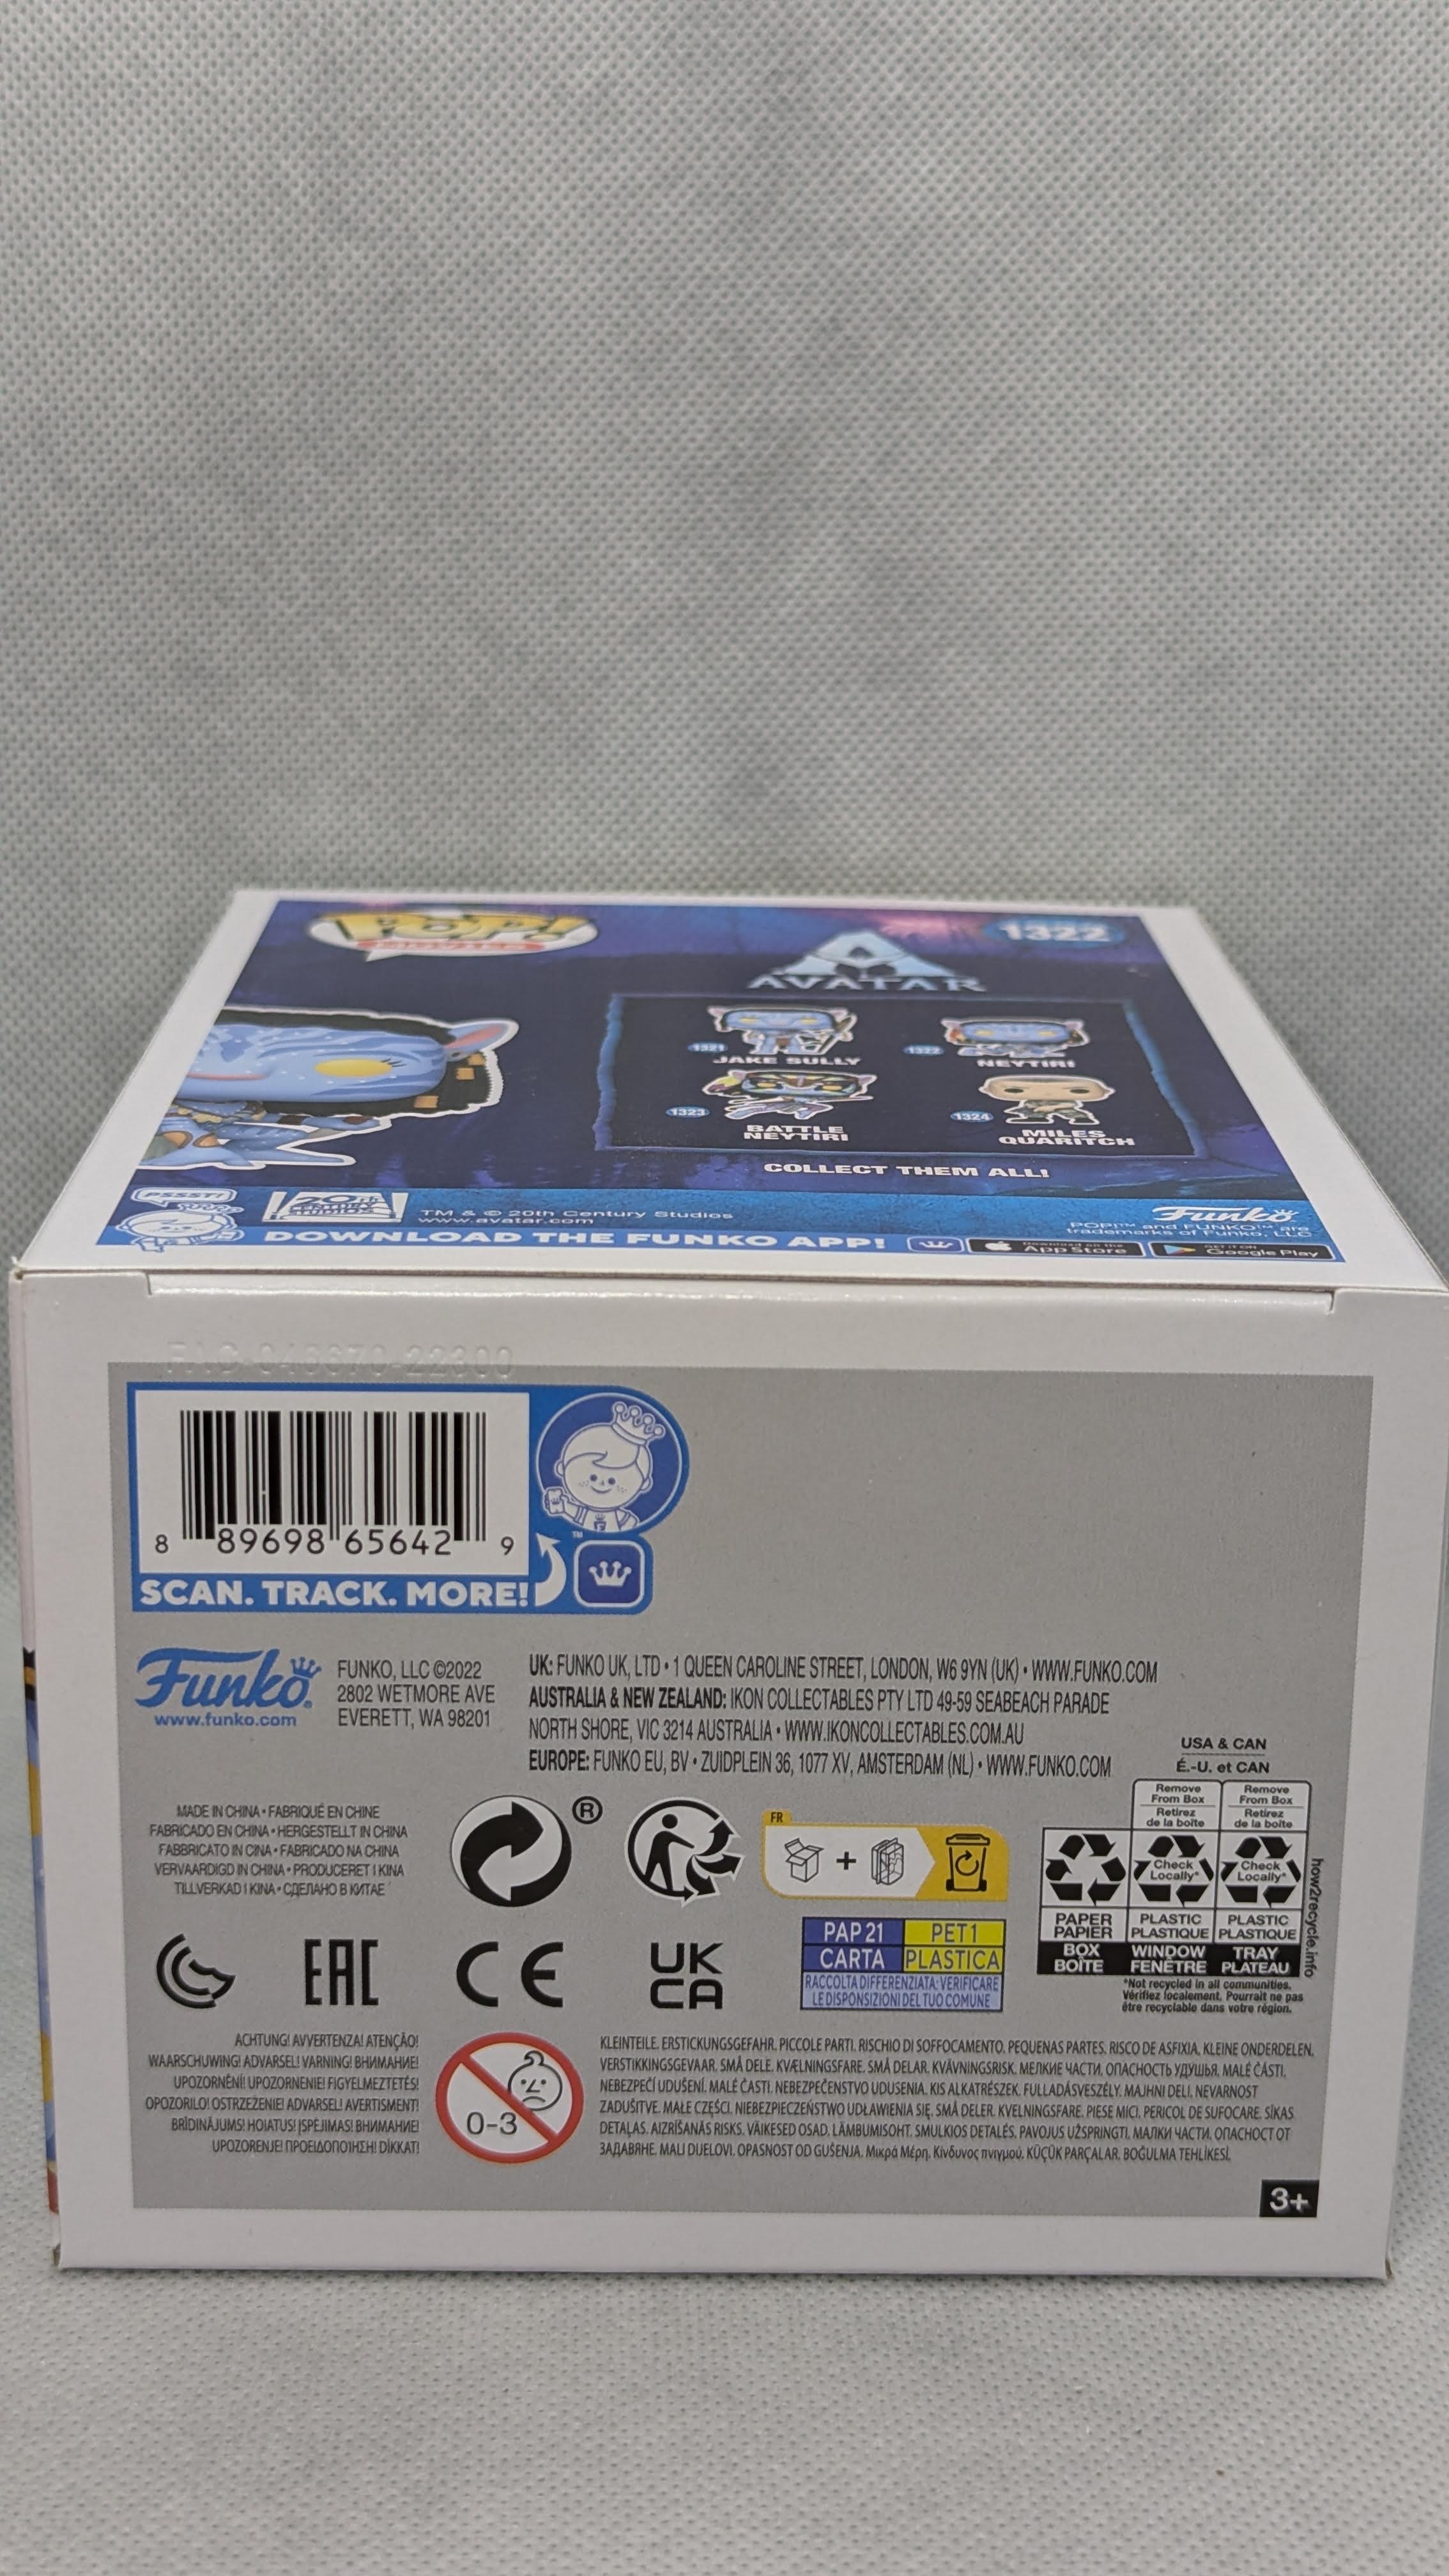 POP!
MOVIES
1322
AVATAR
1321
JAKE SULLY
1322
NEYTIRI
1323
BATTLE
NEYTIRI
1324
MILES
QUARITCH
COLLECT THEM ALL!
PSSST!
20th
CENTURY
STUDIOS
TM & © 20th Century Studios
www.avatar.com
Funko
POP!™ and FUNKO™ are
trademarks of Funko, LLC
DOWNLOAD THE FUNKO APP!
Download on the
App Store
GET IT ON
Google Play
8 89698 65642 9
TM
SCAN. TRACK. MORE!
Funko®
www.funko.com
FUNKO, LLC ©2022
2802 WETMORE AVE
EVERETT, WA 98201
UK: FUNKO UK, LTD • 1 QUEEN CAROLINE STREET, LONDON, W6 9YN (UK) • WWW.FUNKO.COM
AUSTRALIA & NEW ZEALAND: IKON COLLECTABLES PTY LTD 49-59 SEABEACH PARADE
NORTH SHORE, VIC 3214 AUSTRALIA • WWW.IKONCOLLECTABLES.COM.AU
EUROPE: FUNKO EU, BV • ZUIDPLEIN 36, 1077 XV, AMSTERDAM (NL) • WWW.FUNKO.COM
MADE IN CHINA • FABRIQUÉ EN CHINE
FABRICADO EN CHINA • HERGESTELLT IN CHINA
FABBRICATO IN CINA • FABRICADO NA CHINA
VERVAARDIGD IN CHINA • PRODUCERET I KINA
TILLVERKAD I KINA • СДЕЛАНО В КИТАЕ
®
FR
+
USA & CAN
É.-U. et CAN
Remove
From Box
Retirez
de la boîte
Remove
From Box
Retirez
de la boîte
Check
Locally*
Check
Locally*
PAPER
PAPIER
PLASTIC
PLASTIQUE
PLASTIC
PLASTIQUE
BOX
BOÎTE
WINDOW
FENÊTRE
TRAY
PLATEAU
how2recycle.info
*Not recycled in all communities.
Vérifiez localement. Pourrait ne pas
être recyclable dans votre région.
EAC
CE
UK
CA
PAP 21
PET 1
CARTA
PLASTICA
RACCOLTA DIFFERENZIATA: VERIFICARE
LE DISPONSIZIONI DEL TUO COMUNE
ACHTUNG! AVVERTENZA! ATENÇÃO!
WAARSCHUWING! ADVARSEL! VARNING! ВНИМАНИЕ!
UPOZORNĚNÍ! UPOZORNENIE! FIGYELMEZTETÉS!
OPOZORILO! OSTRZEŻENIE! ADVARSEL! AVERTISMENT!
BRĪDINĀJUMS! HOIATUS! ĮSPĖJIMAS! ВНИМАНИЕ!
UPOZORENJE! ΠΡΟΕΙΔΟΠΟΙΗΣΗ! DİKKAT!
0-3
KLEINTEILE. ERSTICKUNGSGEFAHR. PICCOLE PARTI. RISCHIO DI SOFFOCAMENTO. PEQUENAS PARTES. RISCO DE ASFIXIA. KLEINE ONDERDELEN.
VERSTIKKINGSGEVAAR. SMÅ DELE. KVÆLNINGSFARE. SMÅ DELAR. KVÄVNINGSRISK. МЕЛКИЕ ЧАСТИ. ОПАСНОСТЬ УДУШЬЯ. MALÉ ČÁSTI.
NEBEZPEČÍ UDUŠENÍ. MALÉ ČASTI. NEBEZPEČENSTVO UDUSENIA. KIS ALKATRÉSZEK. FULLADÁSVESZÉLY. MAJHNI DELI. NEVARNOST
ZADUŠITVE. MAŁE CZĘŚCI. NIEBEZPIECZEŃSTWO UDŁAWIENIA SIĘ. SMÅ DELER. KVELNINGSFARE. PIESE MICI. PERICOL DE SUFOCARE. SĪKAS
DETAĻAS. AIZRĪŠANĀS RISKS. VÄIKESED OSAD. LÄMBUMISOHT. SMULKIOS DETALĖS. PAVOJUS UŽSPRINGTI. МАЛКИ ЧАСТИ. ОПАСНОСТ ОТ
ЗАДАВЯНЕ. MALI DIJELOVI. OPASNOST OD GUŠENJA. Μικρά Μέρη. Κίνδυνος πνιγμού. KÜÇÜK PARÇALAR. BOĞULMA TEHLİKESİ.
3+